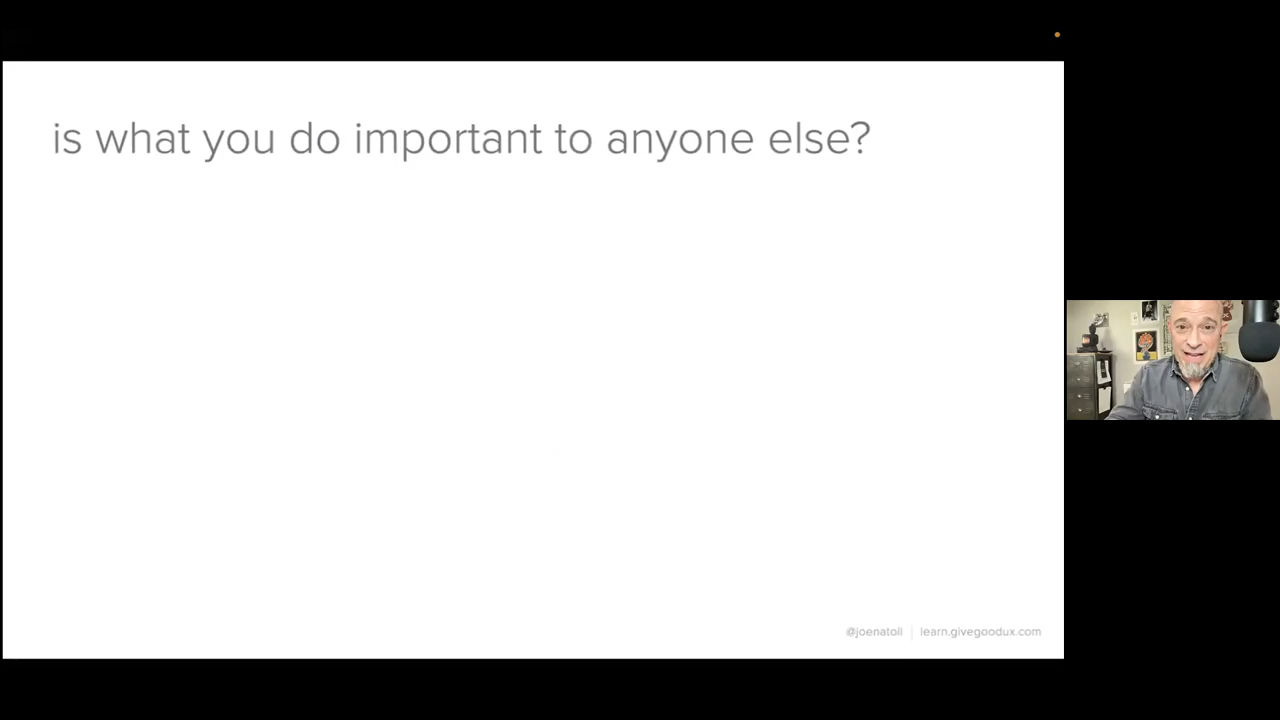 is what you do important to anyone else?
@joenatoli | learn.givegoodux.com